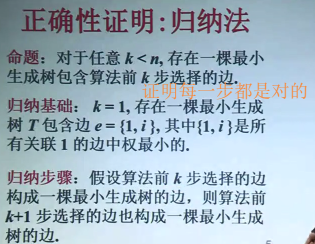 正确性证明:归纳法
命题：对于任意 k < n, 存在一棵最小
生成树包含算法前 k 步选择的边.
证明每一步都是对的
归纳基础： k = 1, 存在一棵最小生成
树 T 包含边 e = {1, i }, 其中{1, i }是所
有关联 1 的边中权最小的.
归纳步骤：假设算法前 k 步选择的边
构成一棵最小生成树的边，则算法前
k+1 步选择的边也构成一棵最小生成
树的边.
5